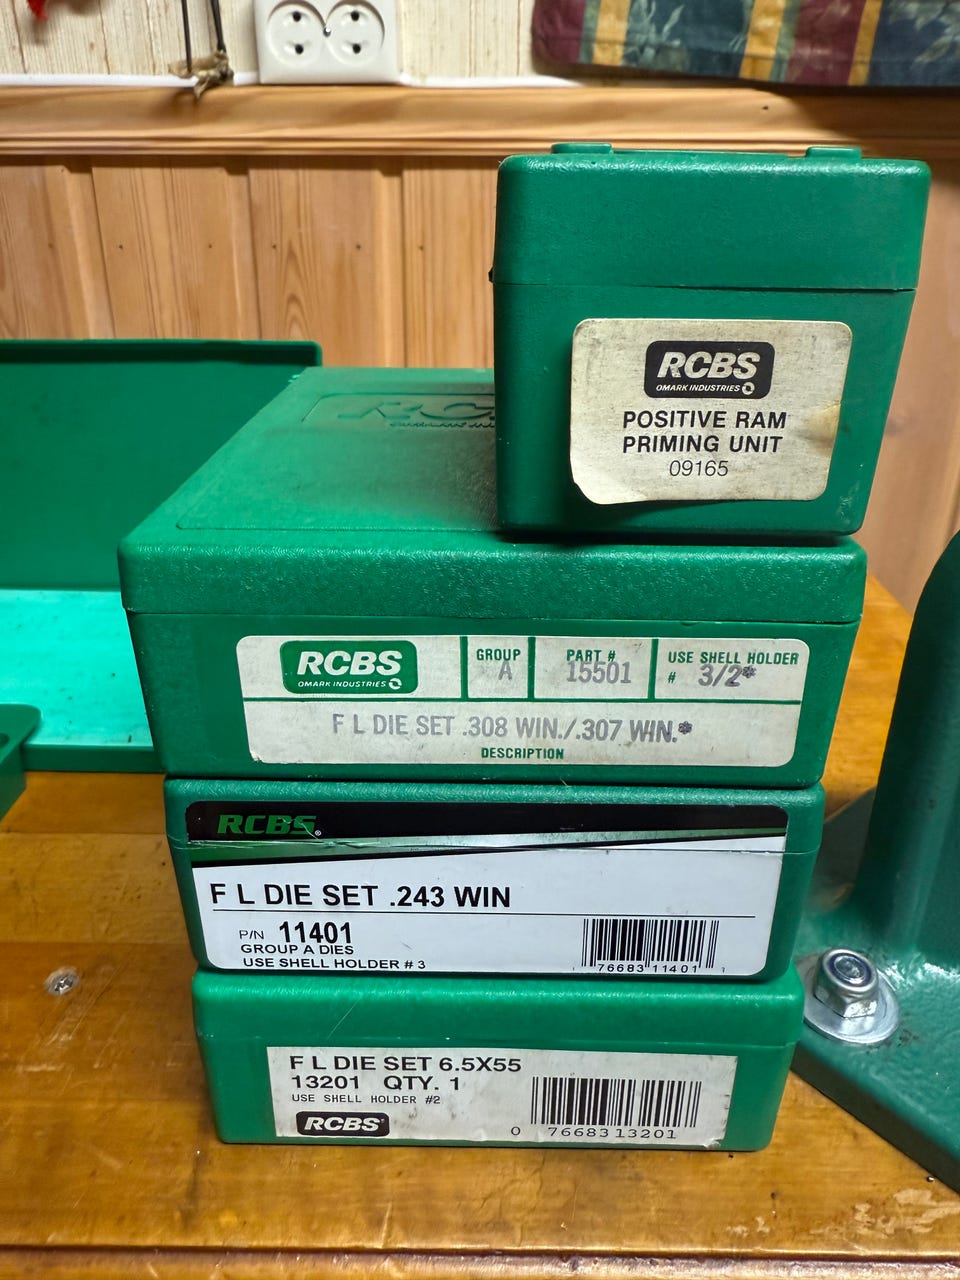 RCBS
OMARK INDUSTRIES
POSITIVE RAM
PRIMING UNIT
09165
RCBS
OMARK INDUSTRIES
GROUP
A
PART #
15501
USE SHELL HOLDER
# 3/2*
F L DIE SET .308 WIN./.307 WIN.*
DESCRIPTION
RCBS®
F L DIE SET .243 WIN
P/N 11401
GROUP A DIES
USE SHELL HOLDER # 3
76683 11401
F L DIE SET 6.5X55
13201 QTY. 1
USE SHELL HOLDER #2
RCBS®
0 76683 13201